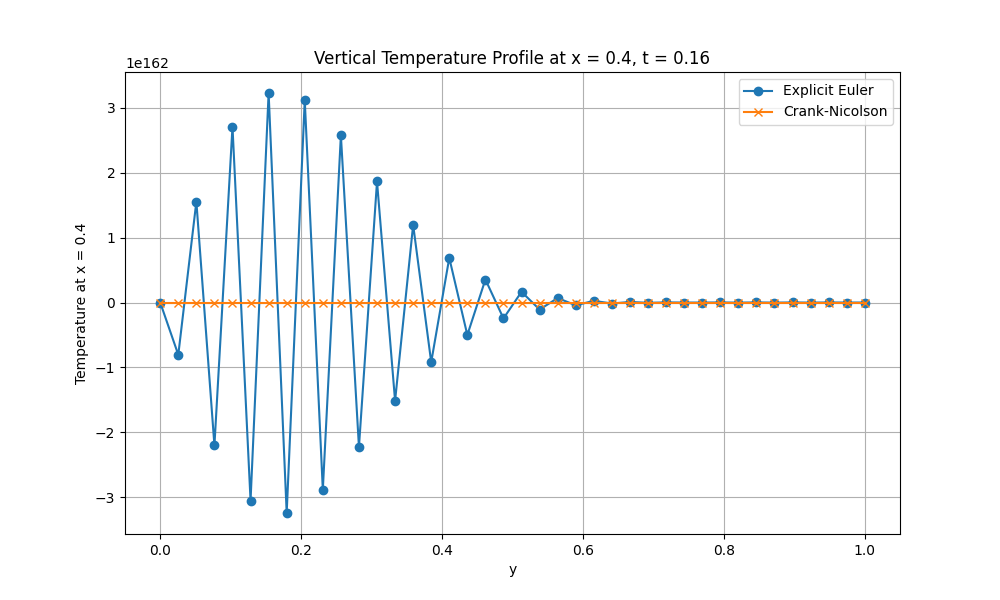 Vertical Temperature Profile at x = 0.4, t = 0.16
1e162
Explicit Euler
Crank-Nicolson
3
2
1
0
−1
−2
−3
Temperature at x = 0.4
0.0 0.2 0.4 0.6 0.8 1.0
y